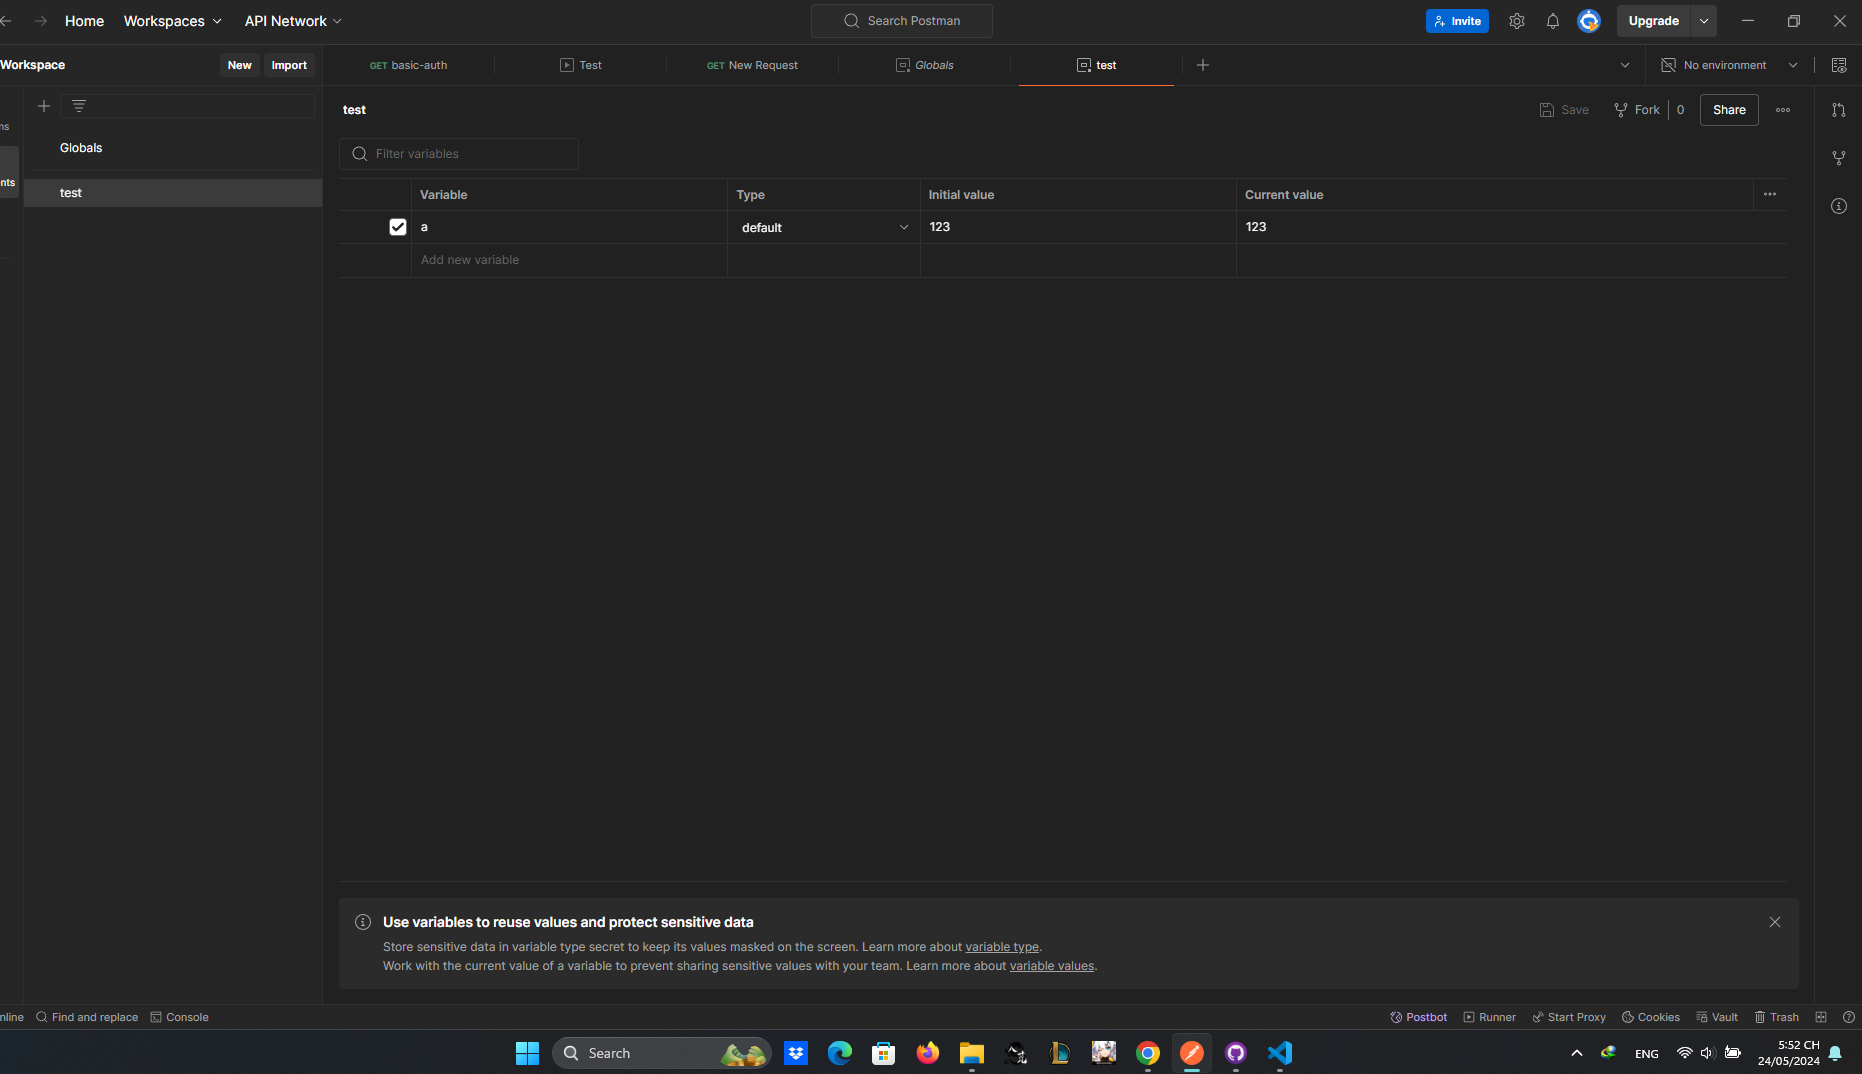 Home Workspaces API Network Search Postman Invite Upgrade
Workspace New Import GET basic-auth Test GET New Request Globals test No environment
test Save Fork 0 Share
ns
Globals
Filter variables
nts
test
Variable Type Initial value Current value
a default 123 123
Add new variable
Use variables to reuse values and protect sensitive data
Store sensitive data in variable type secret to keep its values masked on the screen. Learn more about variable type.
Work with the current value of a variable to prevent sharing sensitive values with your team. Learn more about variable values.
nline Find and replace Console Postbot Runner Start Proxy Cookies Vault Trash
Search ENG 5:52 CH
24/05/2024